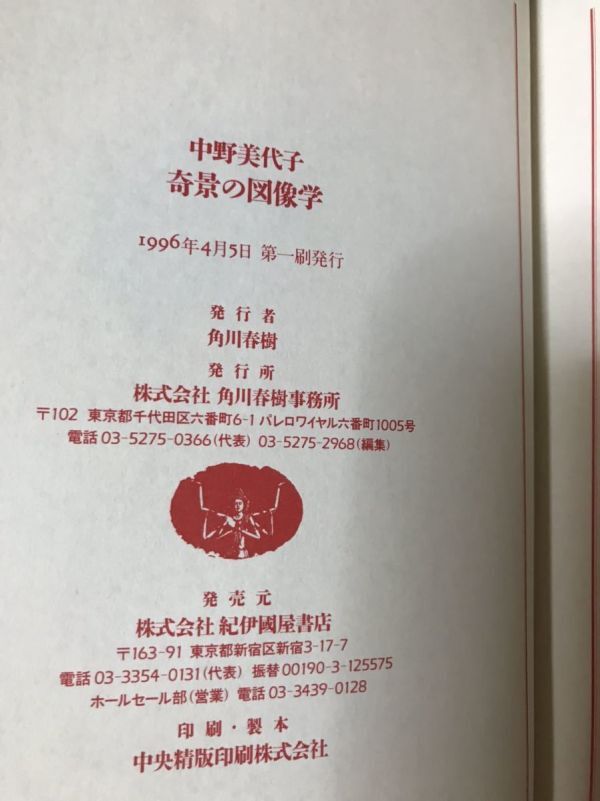 中野美代子
奇景の図像学
1996年4月5日 第一刷発行
発行者
角川春樹
発行所
株式会社 角川春樹事務所
〒102 東京都千代田区六番町6-1 パレロワイヤル六番町1005号
電話 03-5275-0366(代表) 03-5275-2968(編集)
発売元
株式会社 紀伊國屋書店
〒163-91 東京都新宿区新宿3-17-7
電話 03-3354-0131(代表) 振替 00190-3-125575
ホールセール部(営業) 電話 03-3439-0128
印刷・製本
中央精版印刷株式会社